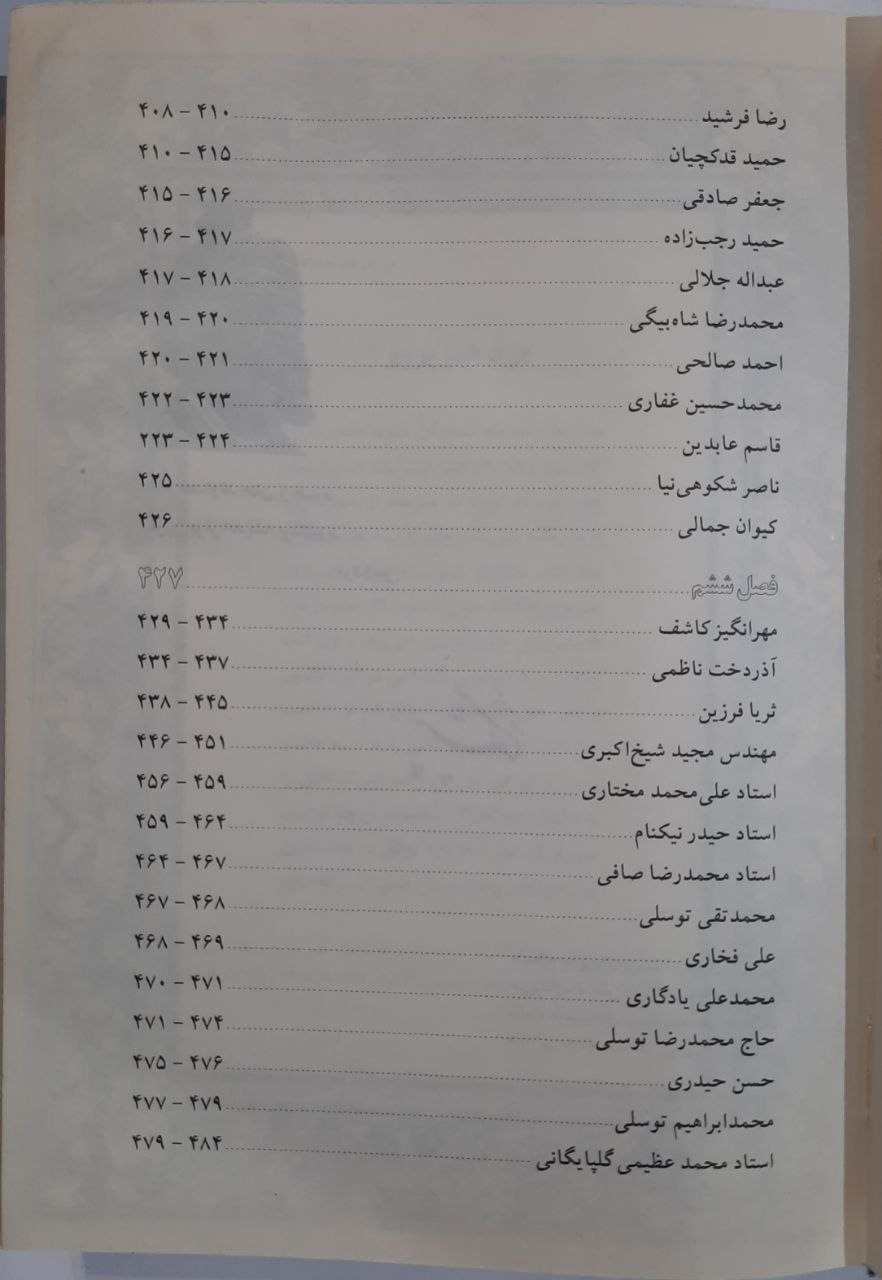 رضا فرشید ........ ۴۰۸ – ۴۱۰
حمید قدکچیان ........ ۴۱۰ – ۴۱۵
جعفر صادقی ........ ۴۱۵ – ۴۱۶
حمید رجب‌زاده ........ ۴۱۶ – ۴۱۷
عبداله جلالی ........ ۴۱۷ – ۴۱۸
محمدرضا شاه‌بیگی ........ ۴۱۹ – ۴۲۰
احمد صالحی ........ ۴۲۰ – ۴۲۱
محمدحسین غفاری ........ ۴۲۲ – ۴۲۳
قاسم عابدین ........ ۲۲۳ – ۴۲۴
ناصر شکوهی‌نیا ........ ۴۲۵
کیوان جمالی ........ ۴۲۶
فصل ششم ........ ۴۲۷
مهرانگیز کاشف ........ ۴۲۹ – ۴۳۴
آذردخت ناظمی ........ ۴۳۴ – ۴۳۷
ثریا فرزین ........ ۴۳۸ – ۴۴۵
مهندس مجید شیخ‌اکبری ........ ۴۴۶ – ۴۵۱
استاد علی‌محمد مختاری ........ ۴۵۶ – ۴۵۹
استاد حیدر نیکنام ........ ۴۵۹ – ۴۶۴
استاد محمدرضا صافی ........ ۴۶۴ – ۴۶۷
محمدتقی توسلی ........ ۴۶۷ – ۴۶۸
علی فخاری ........ ۴۶۸ – ۴۶۹
محمدعلی یادگاری ........ ۴۷۰ – ۴۷۱
حاج محمدرضا توسلی ........ ۴۷۱ – ۴۷۴
حسن حیدری ........ ۴۷۵ – ۴۷۶
محمدابراهیم توسلی ........ ۴۷۷ – ۴۷۹
استاد محمد عظیمی گلپایگانی ........ ۴۷۹ – ۴۸۴